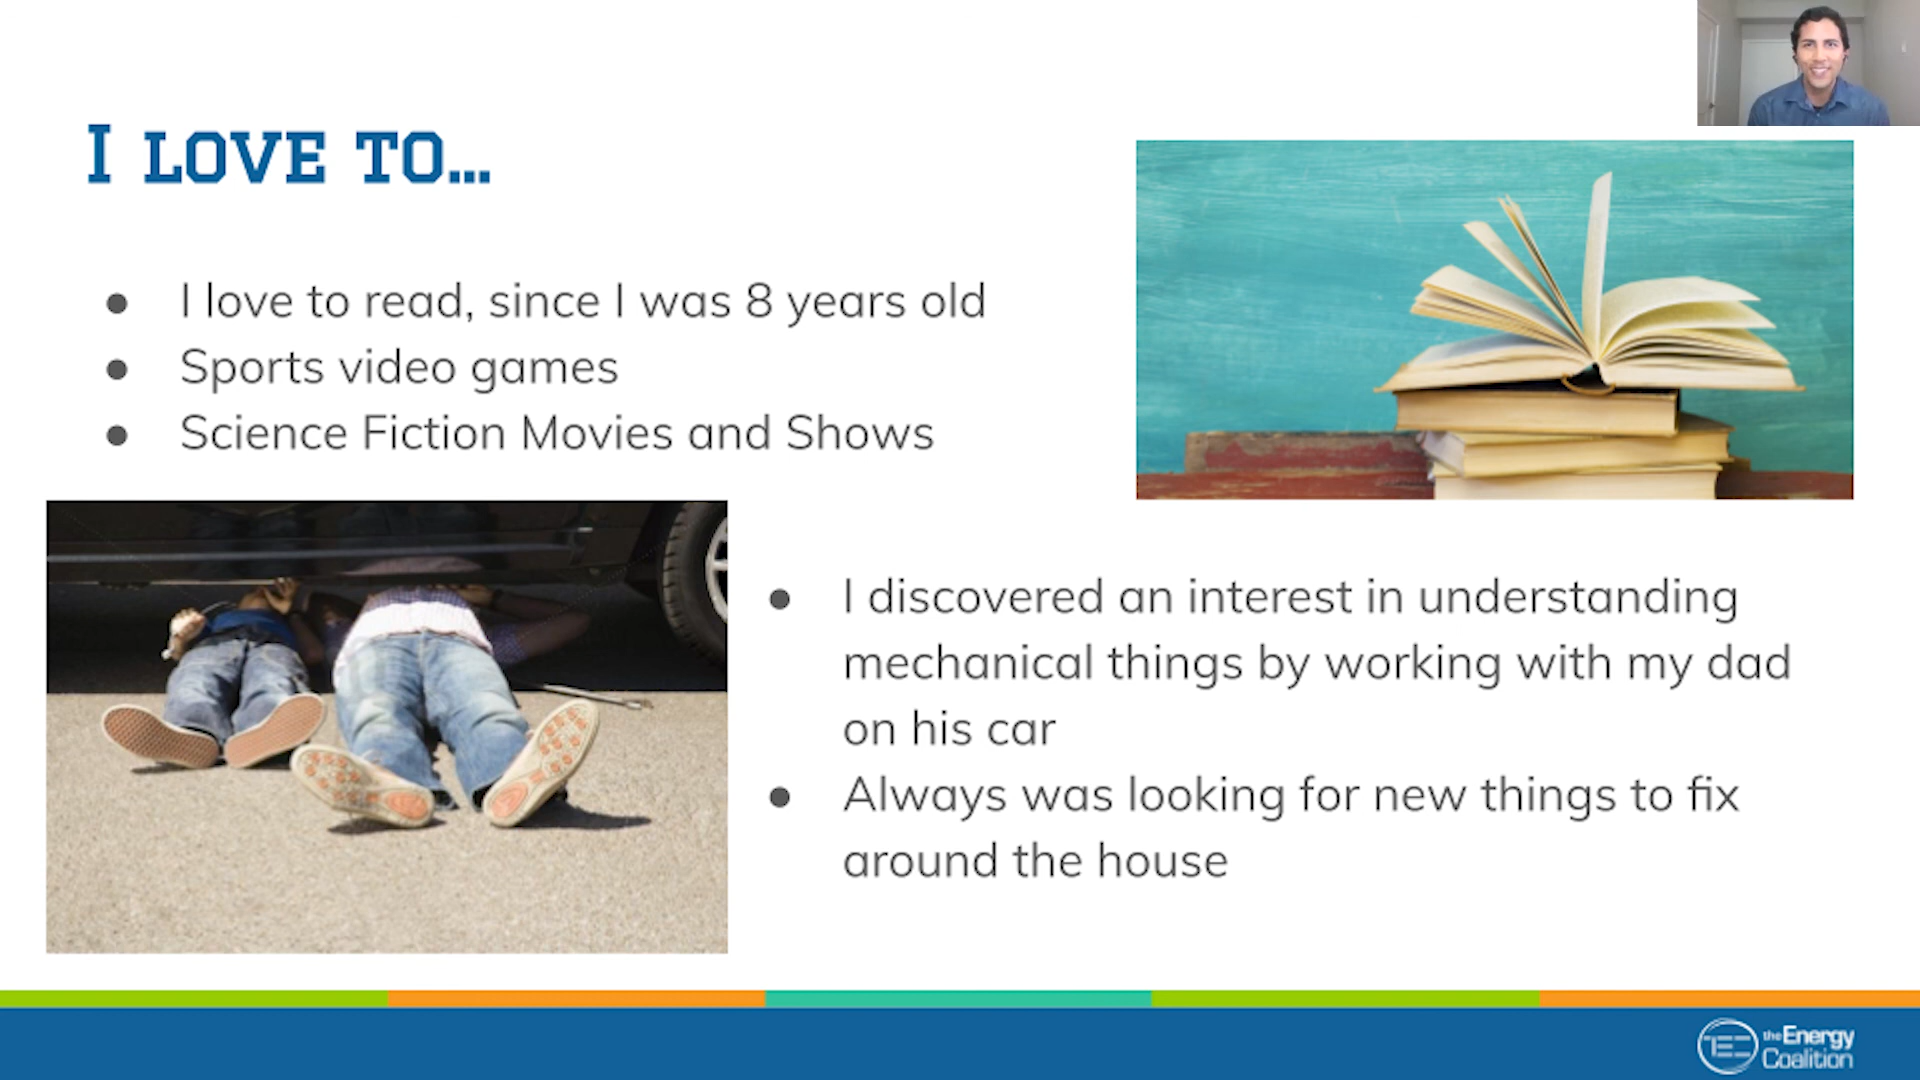 I LOVE TO...
● I love to read, since I was 8 years old
● Sports video games
● Science Fiction Movies and Shows
● I discovered an interest in understanding
mechanical things by working with my dad
on his car
● Always was looking for new things to fix
around the house
TEC
the Energy
Coalition